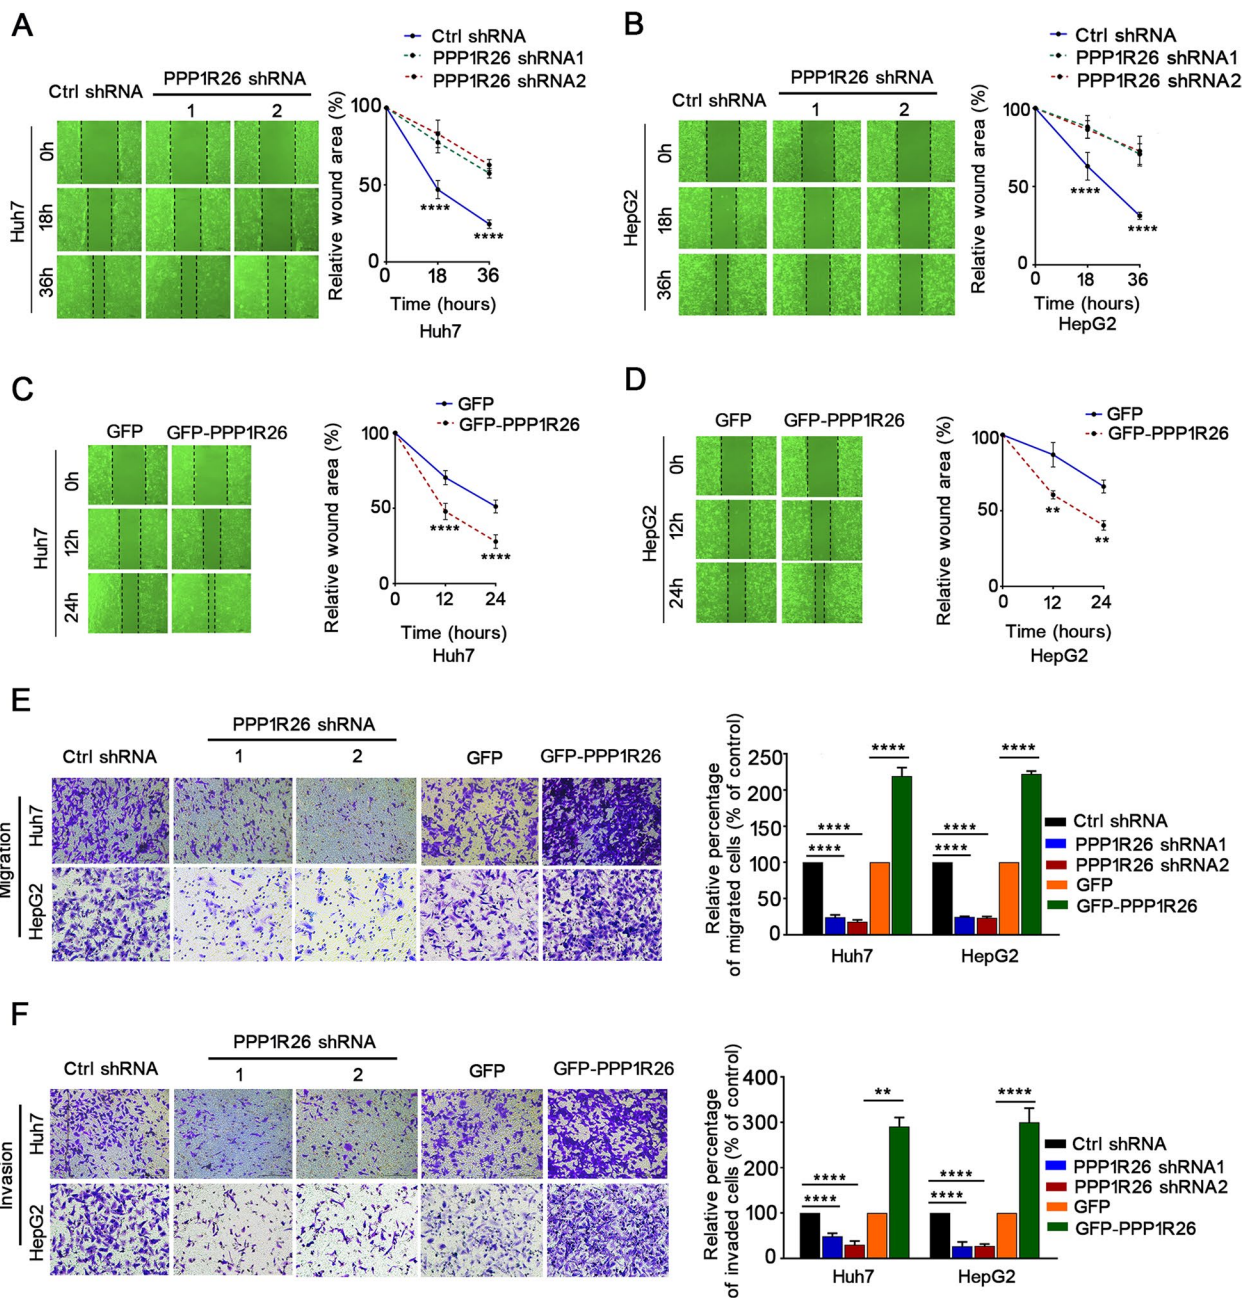 A
Ctrl shRNA
PPP1R26 shRNA1
PPP1R26 shRNA2
Ctrl shRNA
PPP1R26 shRNA
1 2
Huh7
0h
18h
36h
Relative wound area (%)
100
50
0
0 18 36
****
****
Time (hours)
Huh7
B
Ctrl shRNA
PPP1R26 shRNA1
PPP1R26 shRNA2
Ctrl shRNA
PPP1R26 shRNA
1 2
HepG2
0h
18h
36h
Relative wound area (%)
100
50
0
0 18 36
****
****
Time (hours)
HepG2
C
GFP
GFP-PPP1R26
GFP GFP-PPP1R26
Huh7
0h
12h
24h
Relative wound area (%)
100
50
0
0 12 24
****
****
Time (hours)
Huh7
D
GFP
GFP-PPP1R26
GFP GFP-PPP1R26
HepG2
0h
12h
24h
Relative wound area (%)
100
50
0
0 12 24
**
**
Time (hours)
HepG2
E
PPP1R26 shRNA
Ctrl shRNA 1 2 GFP GFP-PPP1R26
Migration
Huh7
HepG2
Relative percentage
of migrated cells (% of control)
250
200
150
100
50
0
**** ****
**** ****
**** ****
Huh7 HepG2
Ctrl shRNA
PPP1R26 shRNA1
PPP1R26 shRNA2
GFP
GFP-PPP1R26
F
PPP1R26 shRNA
Ctrl shRNA 1 2 GFP GFP-PPP1R26
Invasion
Huh7
HepG2
Relative percentage
of invaded cells (% of control)
400
300
200
100
0
** ****
**** ****
**** ****
Huh7 HepG2
Ctrl shRNA
PPP1R26 shRNA1
PPP1R26 shRNA2
GFP
GFP-PPP1R26